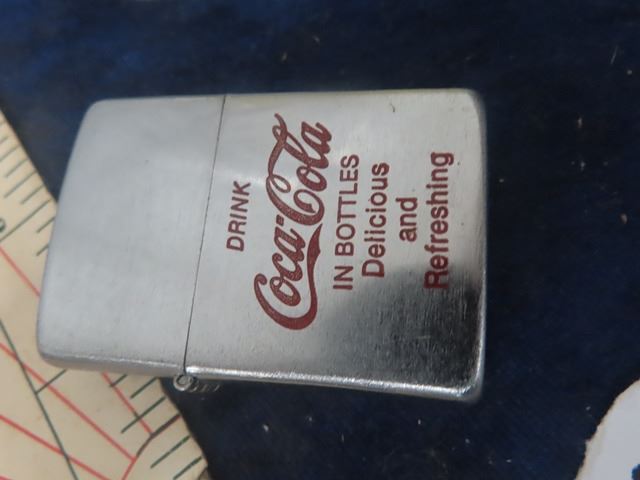 DRINK
Coca-Cola
IN BOTTLES
Delicious
and
Refreshing